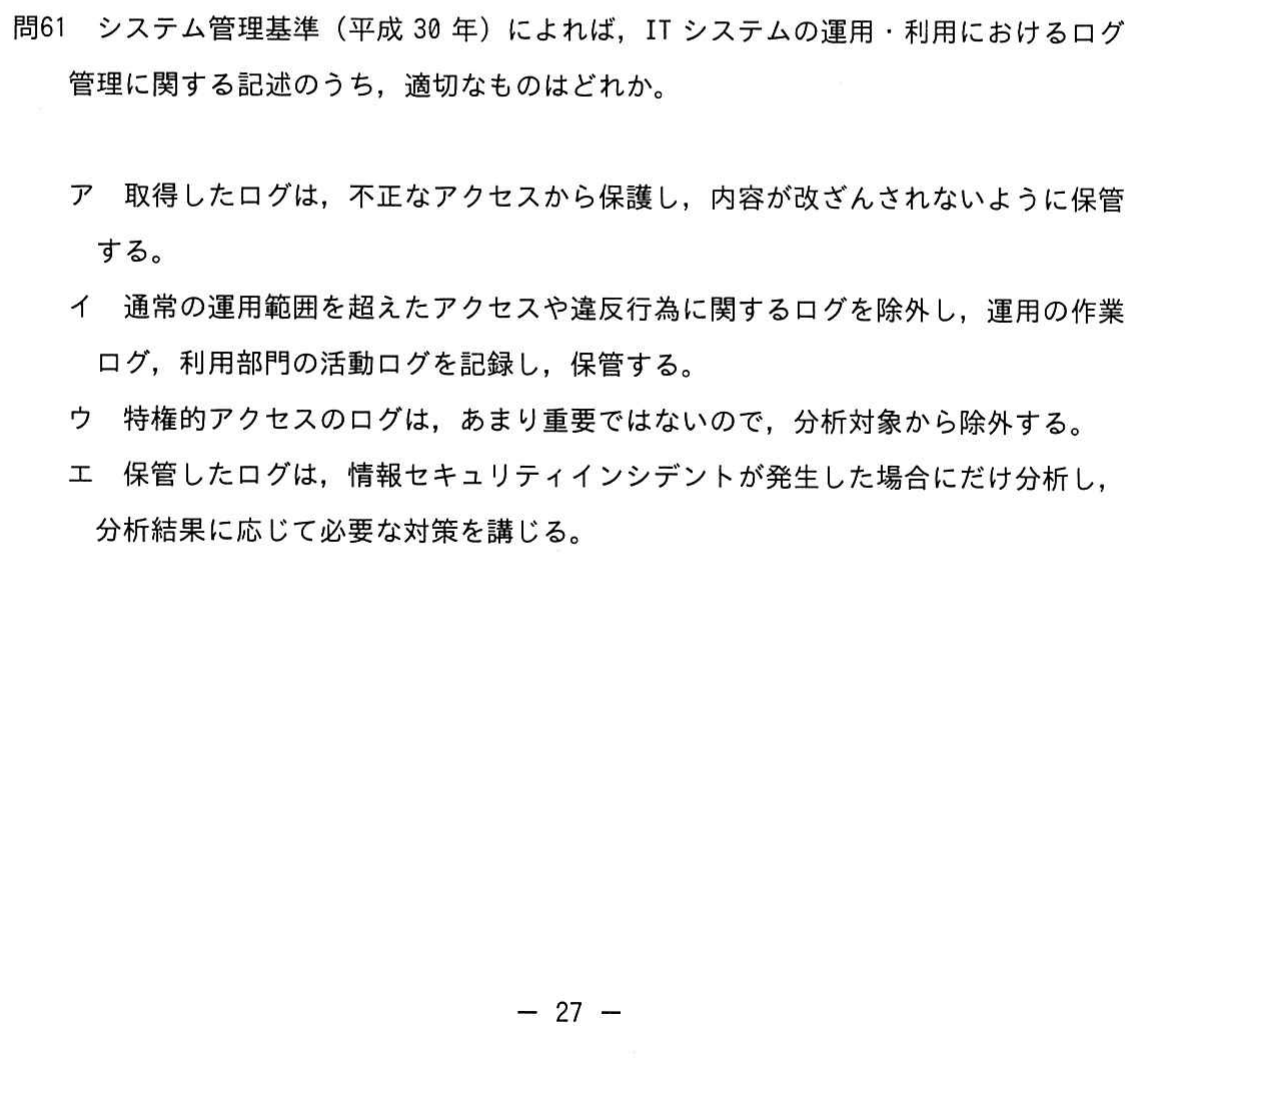 問61　システム管理基準（平成 30 年）によれば，IT システムの運用・利用におけるログ
管理に関する記述のうち，適切なものはどれか。
ア　取得したログは，不正なアクセスから保護し，内容が改ざんされないように保管
する。
イ　通常の運用範囲を超えたアクセスや違反行為に関するログを除外し，運用の作業
ログ，利用部門の活動ログを記録し，保管する。
ウ　特権的アクセスのログは，あまり重要ではないので，分析対象から除外する。
エ　保管したログは，情報セキュリティインシデントが発生した場合にだけ分析し，
分析結果に応じて必要な対策を講じる。
― 27 ―